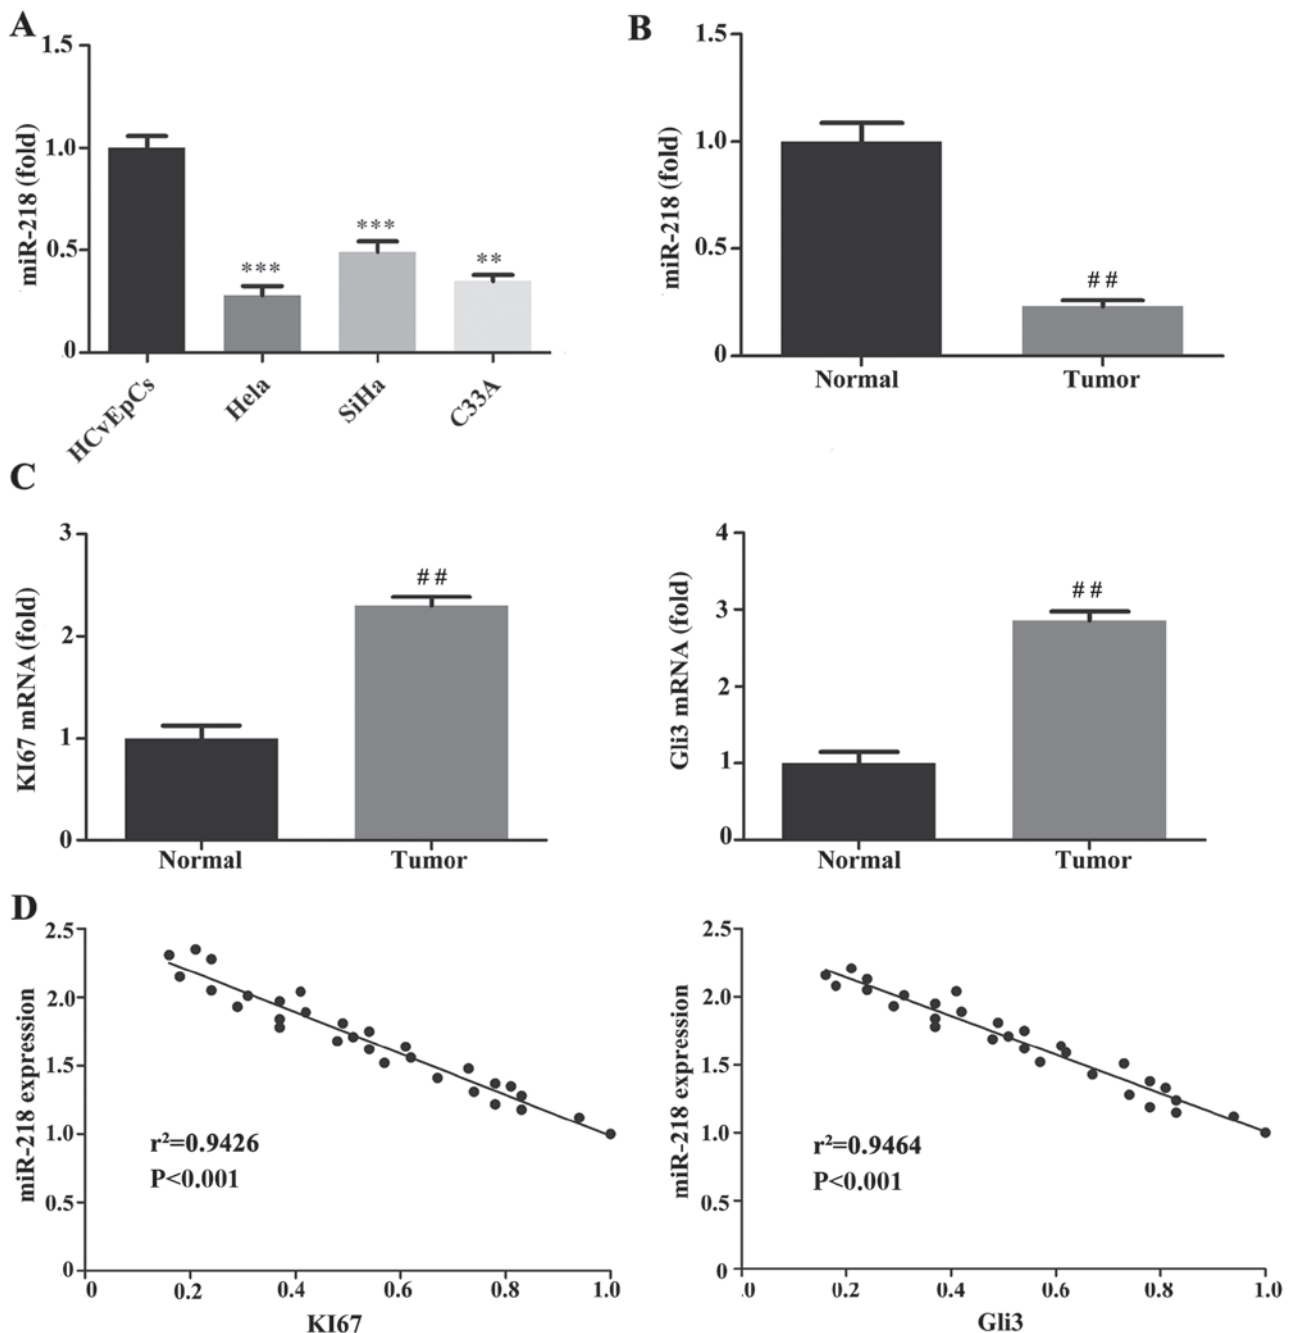 A
1.5
1.0
0.5
0
miR-218 (fold)
***
***
**
HCvEpCs
Hela
SiHa
C33A
B
1.5
1.0
0.5
0
miR-218 (fold)
##
Normal
Tumor
C
3
2
1
0
KI67 mRNA (fold)
##
Normal
Tumor
4
3
2
1
0
Gli3 mRNA (fold)
##
Normal
Tumor
D
2.5
2.0
1.5
1.0
0.5
0
miR-218 expression
r²=0.9426
P<0.001
0
0.2
0.4
0.6
0.8
1.0
KI67
2.5
2.0
1.5
1.0
0.5
0
miR-218 expression
r²=0.9464
P<0.001
.0
0.2
0.4
0.6
0.8
1.0
Gli3